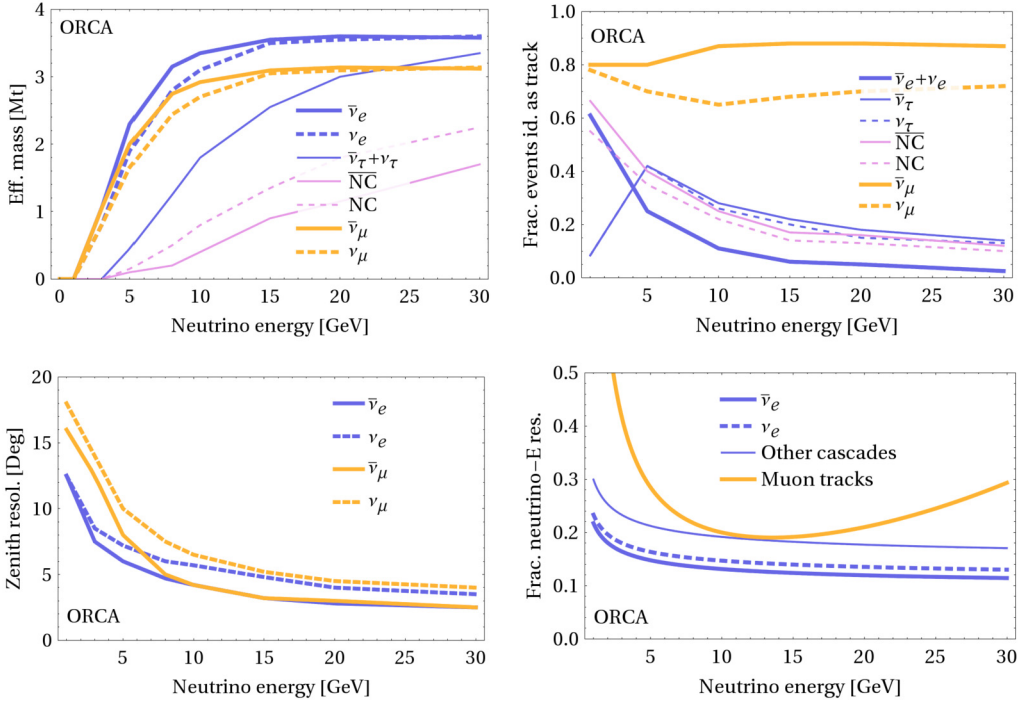 ORCA
Eff. mass [Mt]
4
3
2
1
0
ν̅e
νe
ν̅τ+ντ
N̅C̅
NC
ν̅μ
νμ
0 5 10 15 20 25 30
Neutrino energy [GeV]
ORCA
Frac. events id. as track
1.0
0.8
0.6
0.4
0.2
0.0
ν̅e+νe
ν̅τ
ντ
N̅C̅
NC
ν̅μ
νμ
5 10 15 20 25 30
Neutrino energy [GeV]
Zenith resol. [Deg]
20
15
10
5
0
ν̅e
νe
ν̅μ
νμ
ORCA
5 10 15 20 25 30
Neutrino energy [GeV]
Frac. neutrino−E res.
0.5
0.4
0.3
0.2
0.1
0.0
ν̅e
νe
Other cascades
Muon tracks
ORCA
5 10 15 20 25 30
Neutrino energy [GeV]